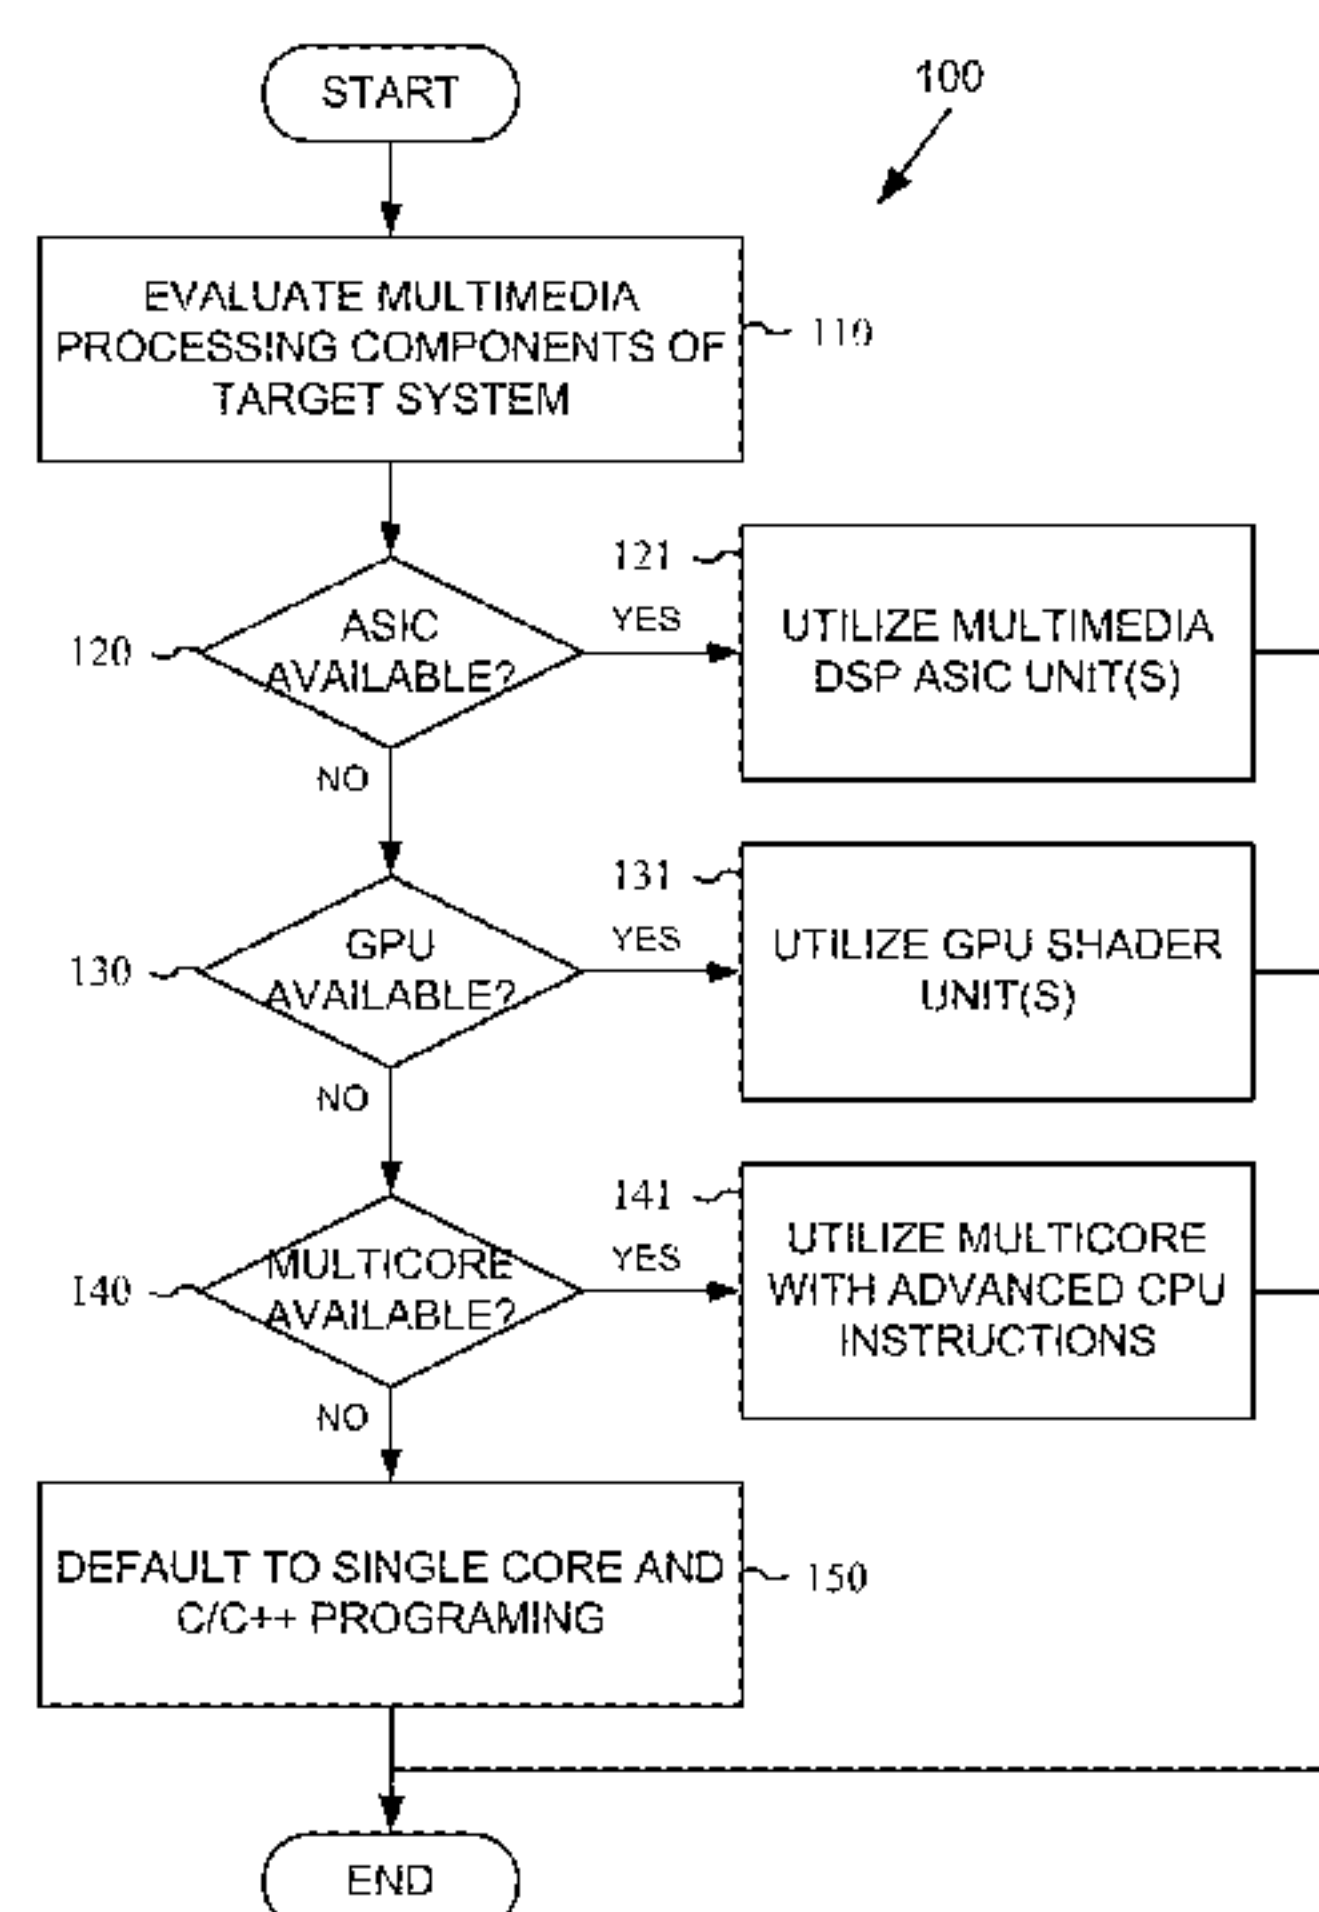 START
100
EVALUATE MULTIMEDIA
PROCESSING COMPONENTS OF
TARGET SYSTEM
110
121
120
ASIC
AVAILABLE?
YES
UTILIZE MULTIMEDIA
DSP ASIC UNIT(S)
NO
131
130
GPU
AVAILABLE?
YES
UTILIZE GPU SHADER
UNIT(S)
NO
141
140
MULTICORE
AVAILABLE?
YES
UTILIZE MULTICORE
WITH ADVANCED CPU
INSTRUCTIONS
NO
DEFAULT TO SINGLE CORE AND
C/C++ PROGRAMING
150
END